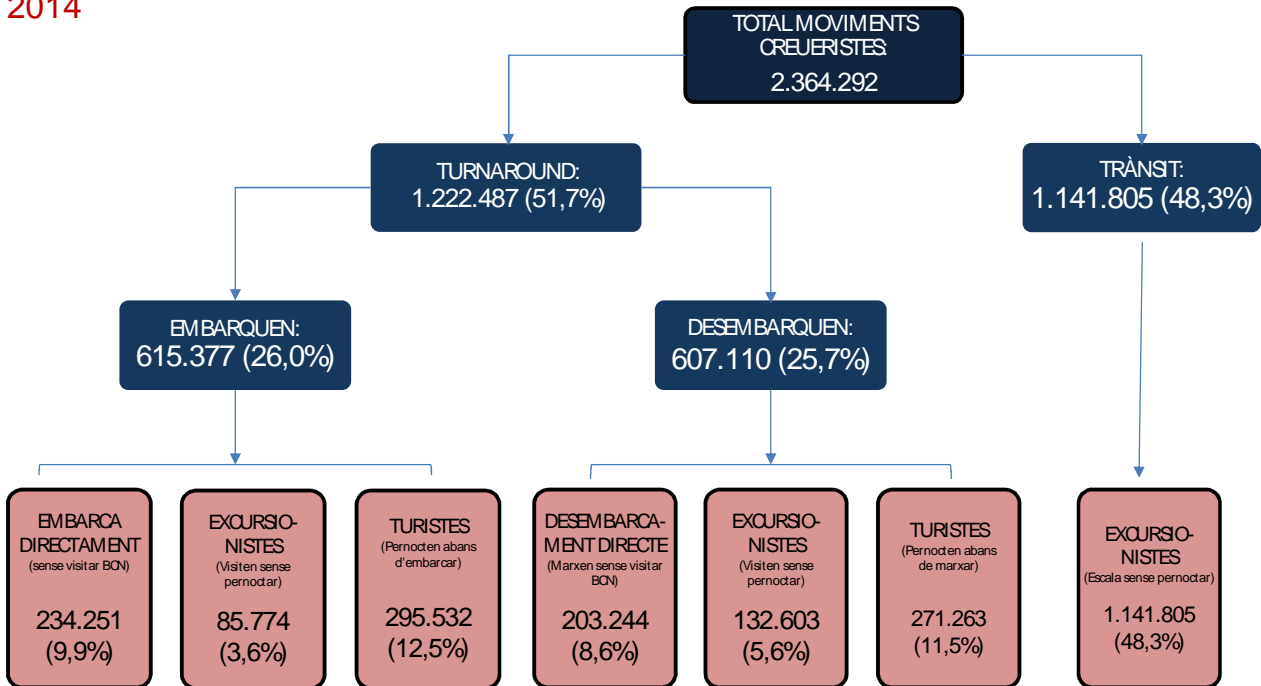 2014
TOTAL MOVIMENTS
CREUERISTES:
2.364.292
TURNAROUND:
1.222.487 (51,7%)
TRÀNSIT:
1.141.805 (48,3%)
EMBARQUEN:
615.377 (26,0%)
DESEMBARQUEN:
607.110 (25,7%)
EMBARCA
DIRECTAMENT
(sense visitar BCN)
234.251
(9,9%)
EXCURSIO-
NISTES
(Visiten sense
pernoctar)
85.774
(3,6%)
TURISTES
(Pernocten abans
d'embarcar)
295.532
(12,5%)
DESEMBARCA-
MENT DIRECTE
(Marxen sense visitar
BCN)
203.244
(8,6%)
EXCURSIO-
NISTES
(Visiten sense
pernoctar)
132.603
(5,6%)
TURISTES
(Pernocten abans
de marxar)
271.263
(11,5%)
EXCURSIO-
NISTES
(Escala sense pernoctar)
1.141.805
(48,3%)